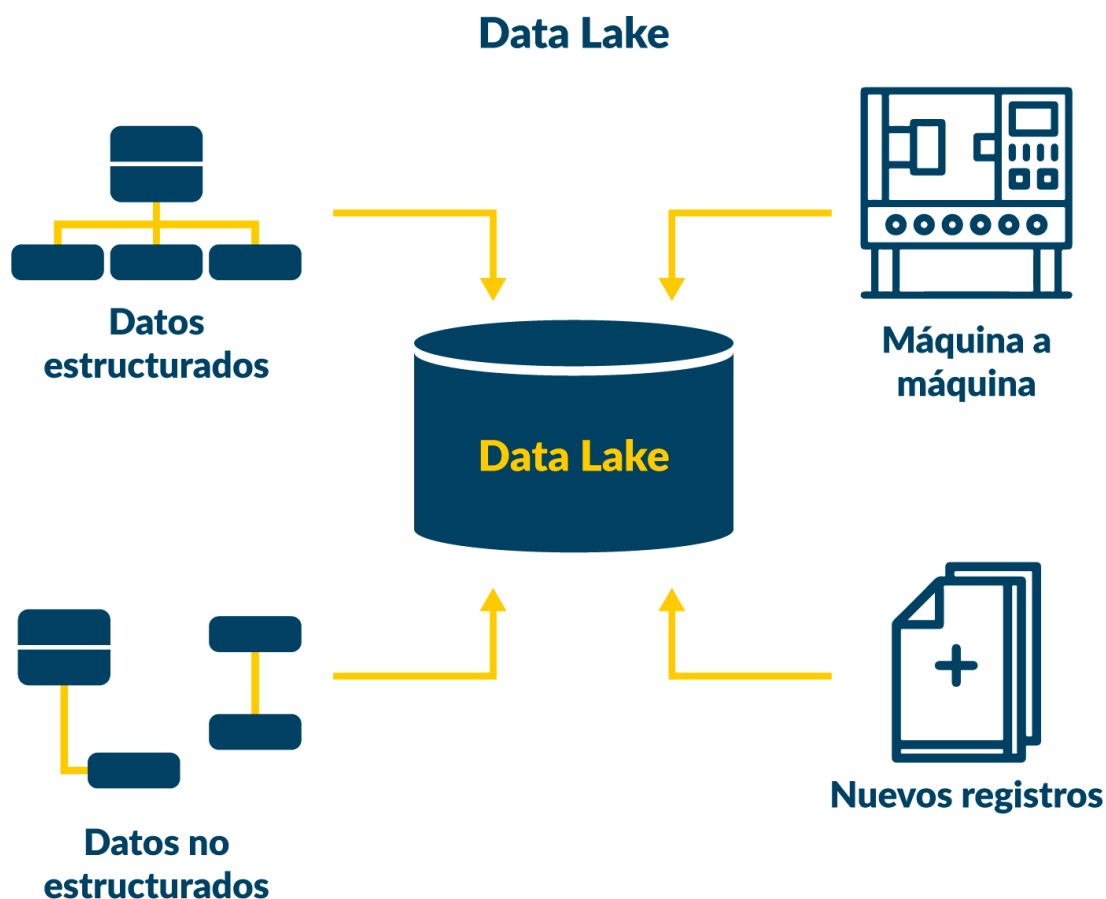 Data Lake
Datos
estructurados
Máquina a
máquina
Data Lake
Datos no
estructurados
Nuevos registros